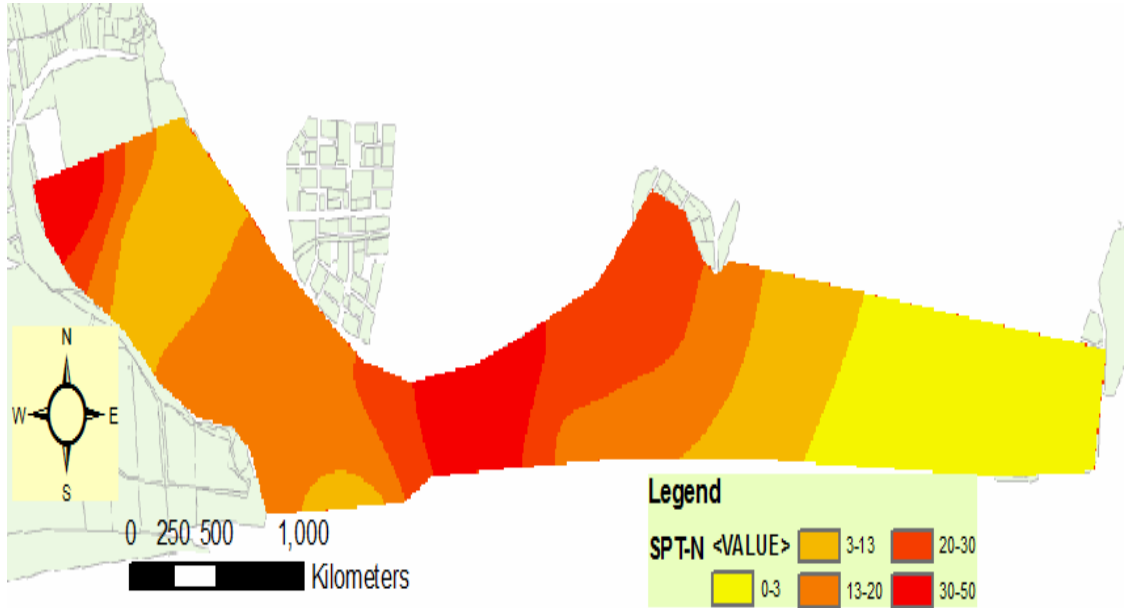 N
W E
S
0 250 500 1,000
Kilometers
Legend
SPT-N <VALUE>
0-3
3-13
13-20
20-30
30-50